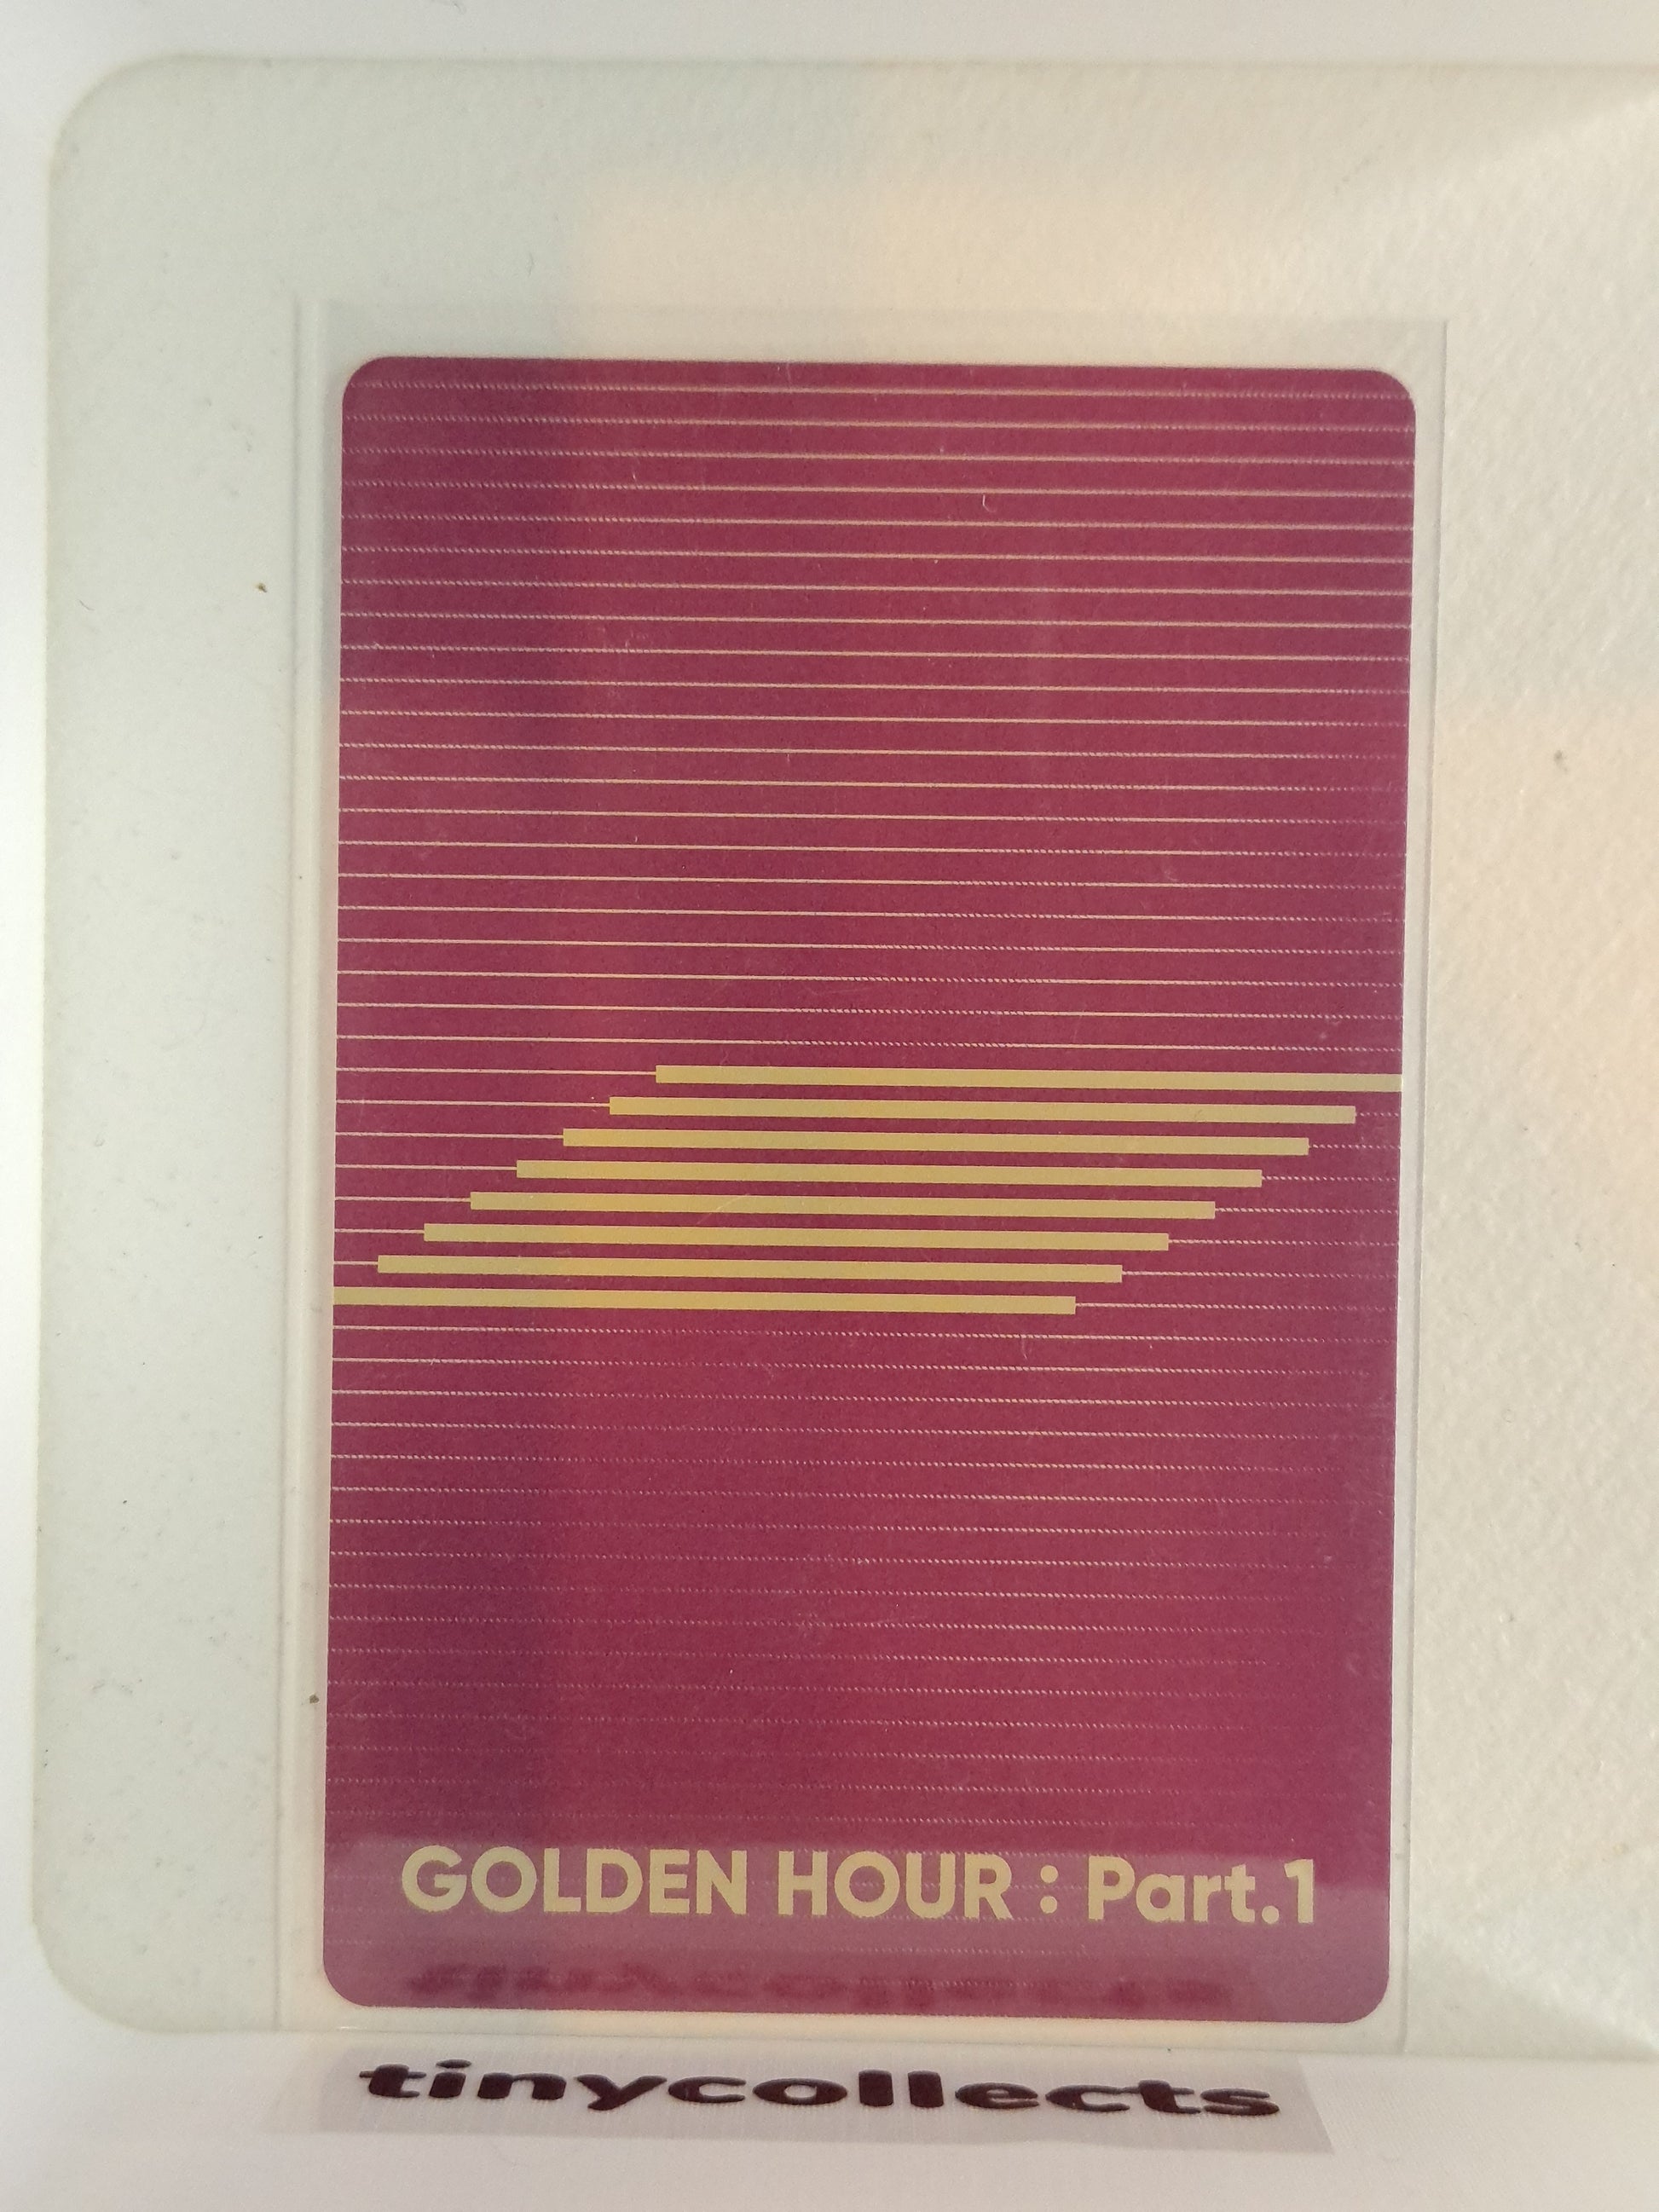 GOLDEN HOUR : Part.1
tinycollects